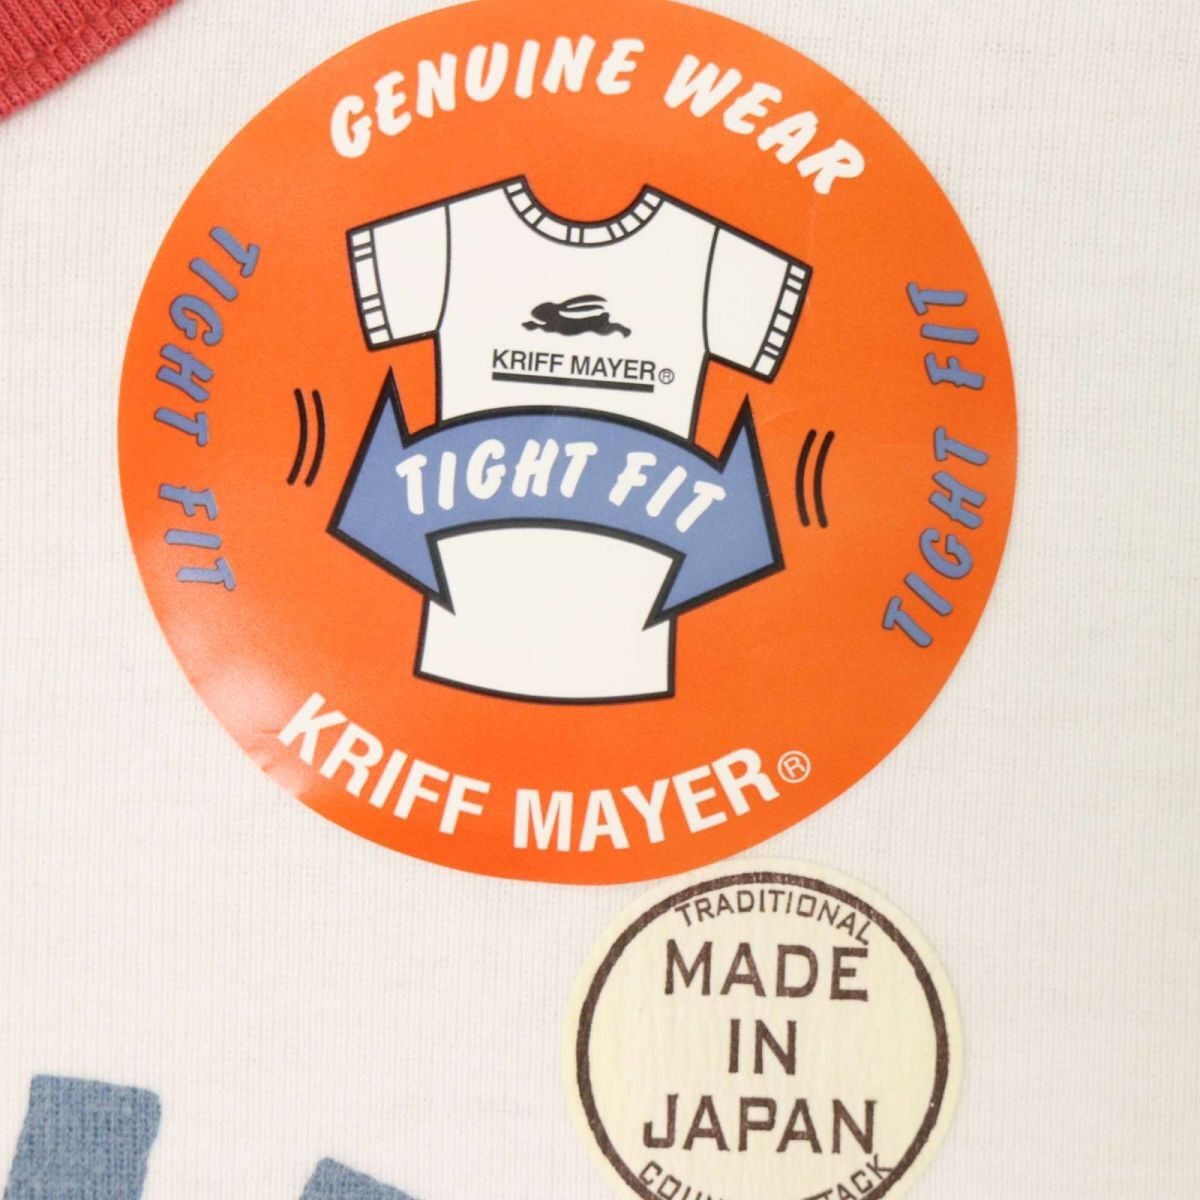 GENUINE WEAR
TIGHT FIT
TIGHT FIT
KRIFF MAYER®
TIGHT FIT
KRIFF MAYER®
TRADITIONAL
MADE
IN
JAPAN